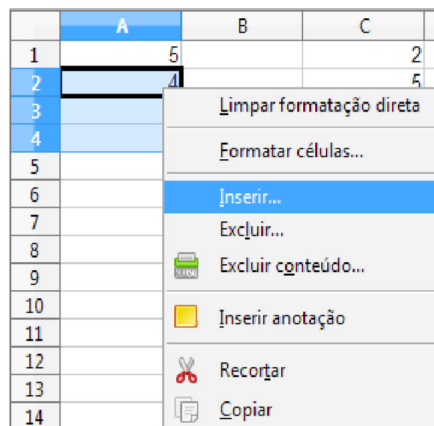 A B C
1 5 2
2 4 5
3
4
5
6
7
8
9
10
11
12
13
14
Limpar formatação direta
Formatar células...
Inserir...
Excluir...
Excluir conteúdo...
Inserir anotação
Recortar
Copiar